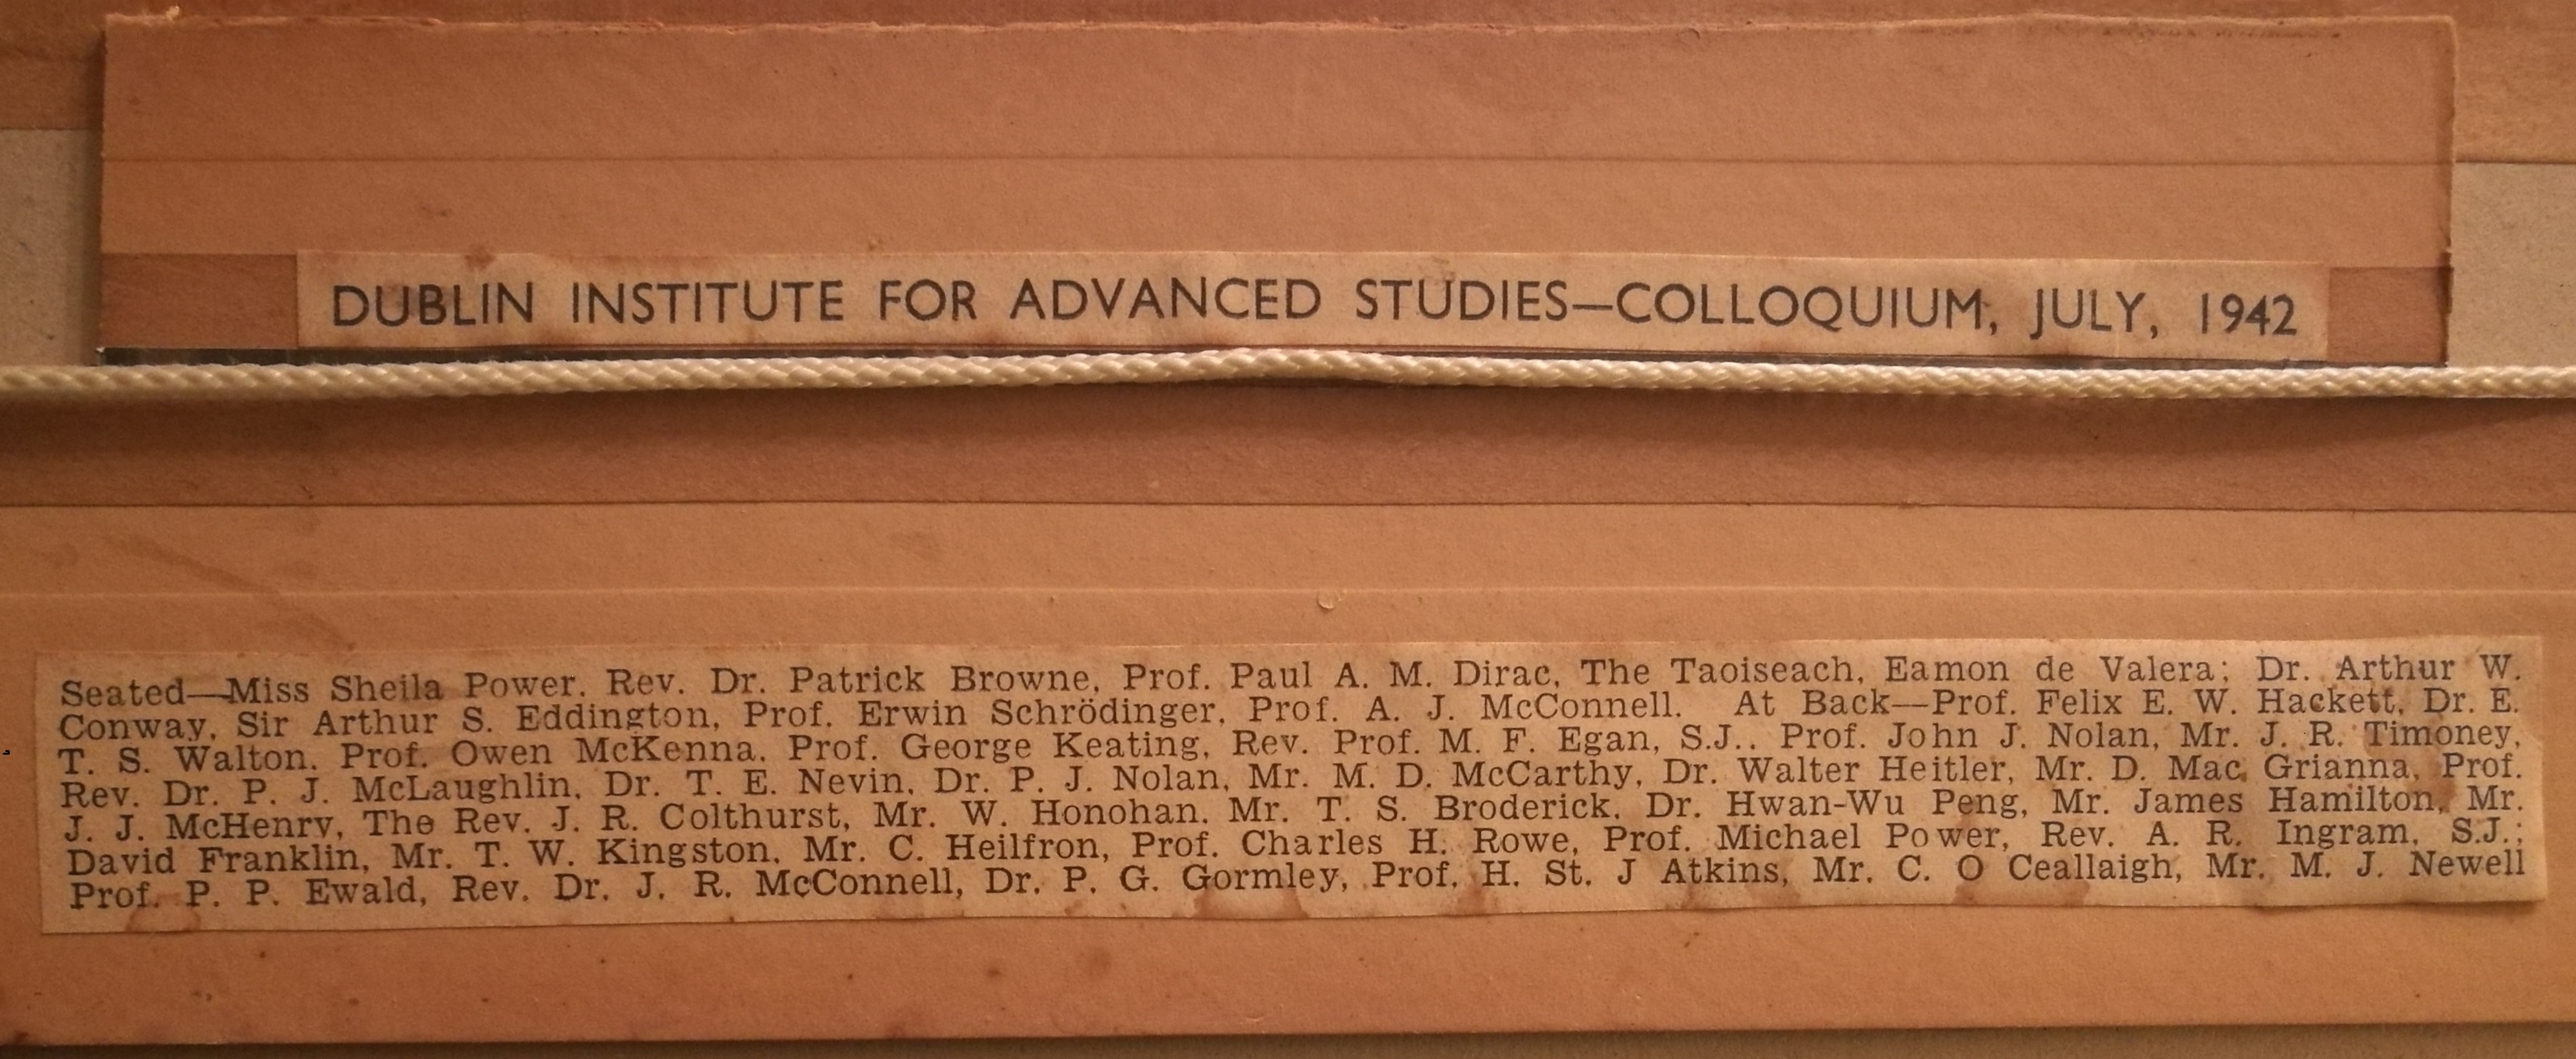 DUBLIN INSTITUTE FOR ADVANCED STUDIES—COLLOQUIUM, JULY, 1942
Seated—Miss Sheila Power. Rev. Dr. Patrick Browne, Prof. Paul A. M. Dirac, The Taoiseach, Eamon de Valera; Dr. Arthur W.
Conway, Sir Arthur S. Eddington, Prof. Erwin Schrödinger, Prof. A. J. McConnell. At Back—Prof. Felix E. W. Hackett, Dr. E.
T. S. Walton. Prof. Owen McKenna, Prof. George Keating, Rev. Prof. M. F. Egan, S.J., Prof. John J. Nolan, Mr. J. R. Timoney,
Rev. Dr. P. J. McLaughlin, Dr. T. E. Nevin, Dr. P. J. Nolan, Mr. M. D. McCarthy, Dr. Walter Heitler, Mr. D. Mac Grianna, Prof.
J. J. McHenry, The Rev. J. R. Colthurst, Mr. W. Honohan. Mr. T. S. Broderick, Dr. Hwan-Wu Peng, Mr. James Hamilton, Mr.
David Franklin, Mr. T. W. Kingston, Mr. C. Heilfron, Prof. Charles H. Rowe, Prof. Michael Power, Rev. A. R. Ingram, S.J.;
Prof. P. P. Ewald, Rev. Dr. J. R. McConnell, Dr. P. G. Gormley, Prof. H. St. J Atkins, Mr. C. O Ceallaigh, Mr. M. J. Newell